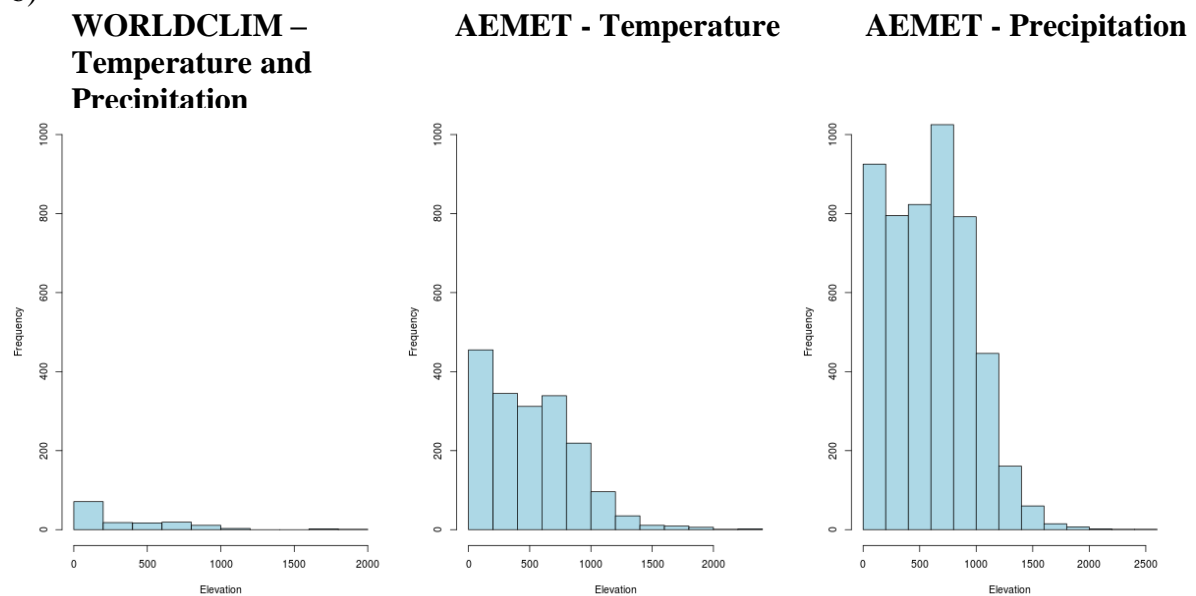 WORLDCLIM –
Temperature and
Precipitation
AEMET - Temperature
AEMET - Precipitation
1000
800
600
400
200
0
Frequency
0 500 1000 1500 2000
Elevation
1000
800
600
400
200
0
Frequency
0 500 1000 1500 2000
Elevation
1000
800
600
400
200
0
Frequency
0 500 1000 1500 2000 2500
Elevation